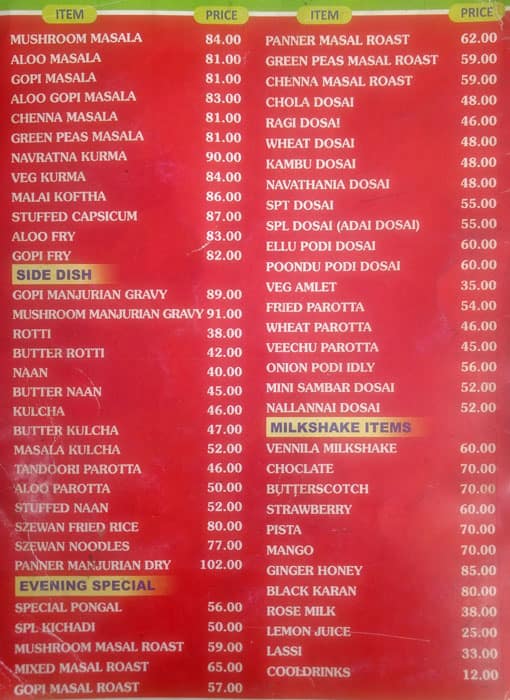 ITEM PRICE
MUSHROOM MASALA 84.00
ALOO MASALA 81.00
GOPI MASALA 81.00
ALOO GOPI MASALA 83.00
CHENNA MASALA 81.00
GREEN PEAS MASALA 81.00
NAVRATNA KURMA 90.00
VEG KURMA 84.00
MALAI KOFTHA 86.00
STUFFED CAPSICUM 87.00
ALOO FRY 83.00
GOPI FRY 82.00
SIDE DISH
GOPI MANJURIAN GRAVY 89.00
MUSHROOM MANJURIAN GRAVY 91.00
ROTTI 38.00
BUTTER ROTTI 42.00
NAAN 40.00
BUTTER NAAN 45.00
KULCHA 46.00
BUTTER KULCHA 47.00
MASALA KULCHA 52.00
TANDOORI PAROTTA 46.00
ALOO PAROTTA 50.00
STUFFED NAAN 52.00
SZEWAN FRIED RICE 80.00
SZEWAN NOODLES 77.00
PANNER MANJURIAN DRY 102.00
EVENING SPECIAL
SPECIAL PONGAL 56.00
SPL KICHADI 50.00
MUSHROOM MASAL ROAST 59.00
MIXED MASAL ROAST 65.00
GOPI MASAL ROAST 57.00
ITEM PRICE
PANNER MASAL ROAST 62.00
GREEN PEAS MASAL ROAST 59.00
CHENNA MASAL ROAST 59.00
CHOLA DOSAI 48.00
RAGI DOSAI 46.00
WHEAT DOSAI 48.00
KAMBU DOSAI 48.00
NAVATHANIA DOSAI 48.00
SPT DOSAI 55.00
SPL DOSAI (ADAI DOSAI) 55.00
ELLU PODI DOSAI 60.00
POONDU PODI DOSAI 60.00
VEG AMLET 35.00
FRIED PAROTTA 54.00
WHEAT PAROTTA 46.00
VEECHU PAROTTA 45.00
ONION PODI IDLY 56.00
MINI SAMBAR DOSAI 52.00
NALLANNAI DOSAI 52.00
MILKSHAKE ITEMS
VENNILA MILKSHAKE 60.00
CHOCLATE 70.00
BUTTERSCOTCH 70.00
STRAWBERRY 60.00
PISTA 70.00
MANGO 70.00
GINGER HONEY 85.00
BLACK KARAN 80.00
ROSE MILK 38.00
LEMON JUICE 25.00
LASSI 33.00
COOLDRINKS 12.00